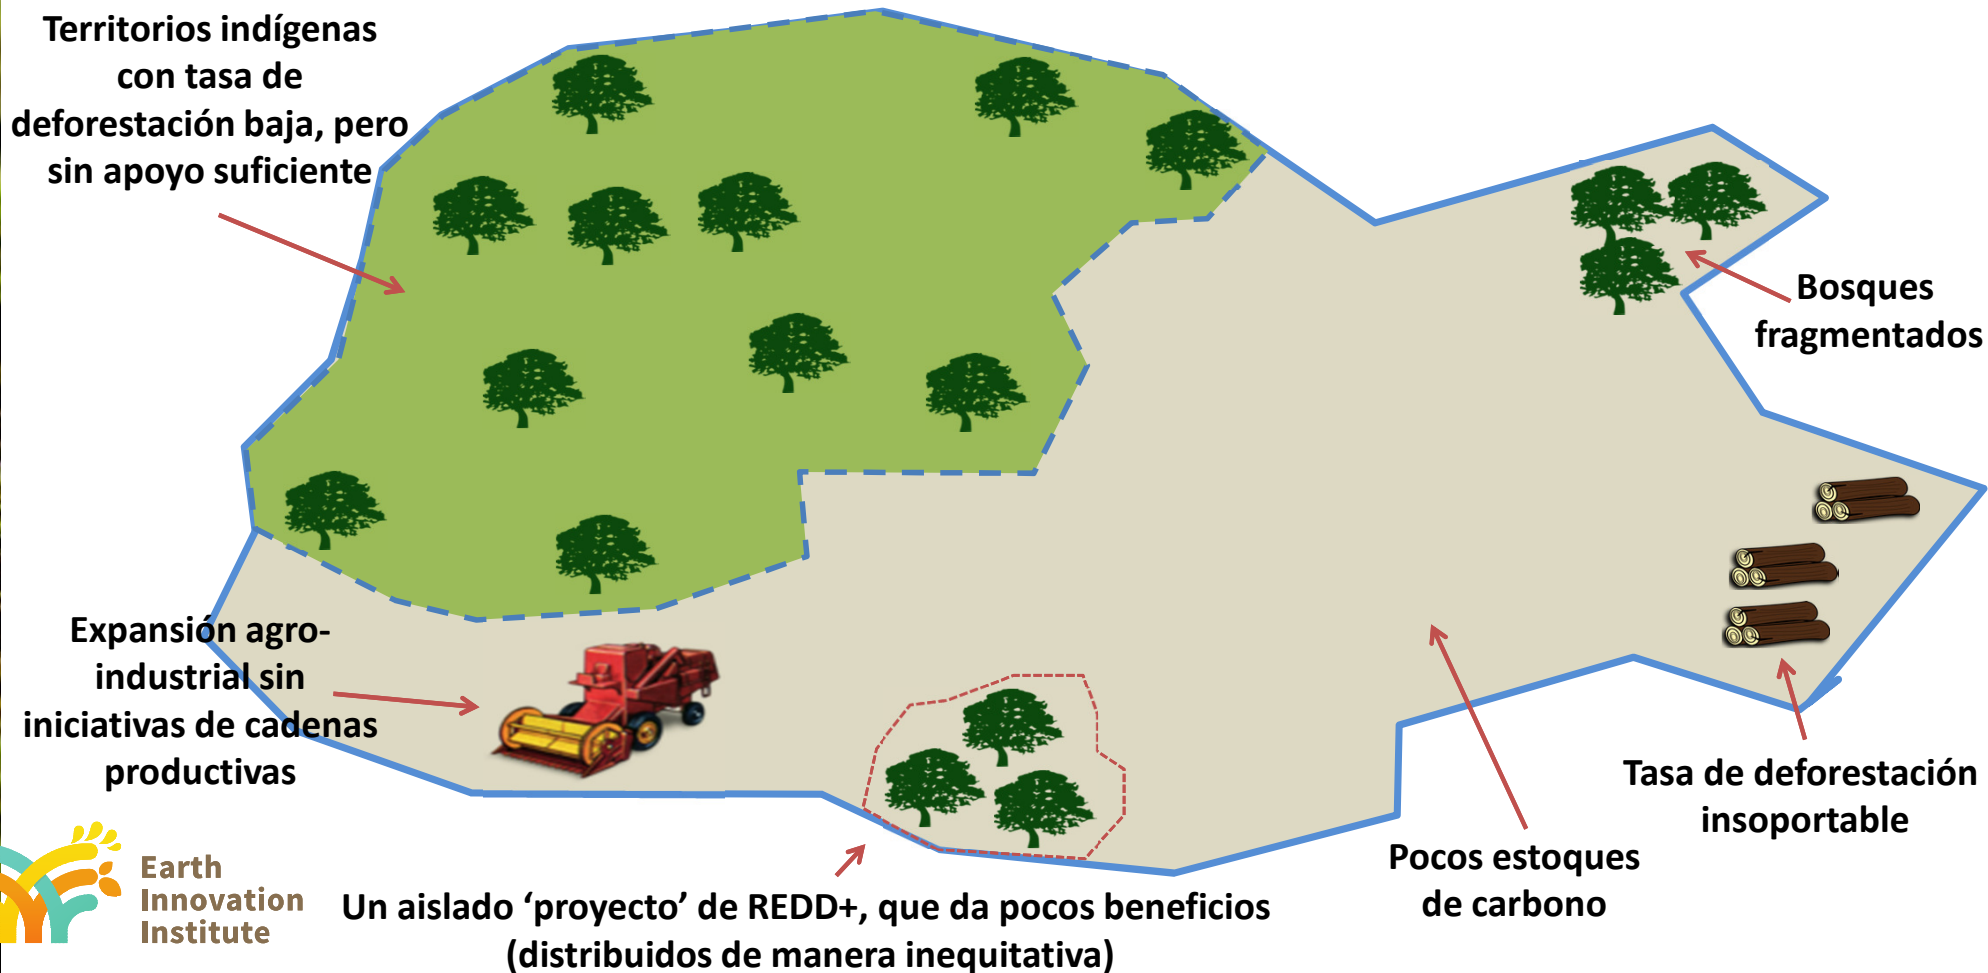 Territorios indígenas
con tasa de
deforestación baja, pero
sin apoyo suficiente
Bosques
fragmentados
Expansión agro-
industrial sin
iniciativas de cadenas
productivas
Tasa de deforestación
insoportable
Pocos estoques
de carbono
Un aislado ‘proyecto’ de REDD+, que da pocos beneficios
(distribuidos de manera inequitativa)
Earth
Innovation
Institute